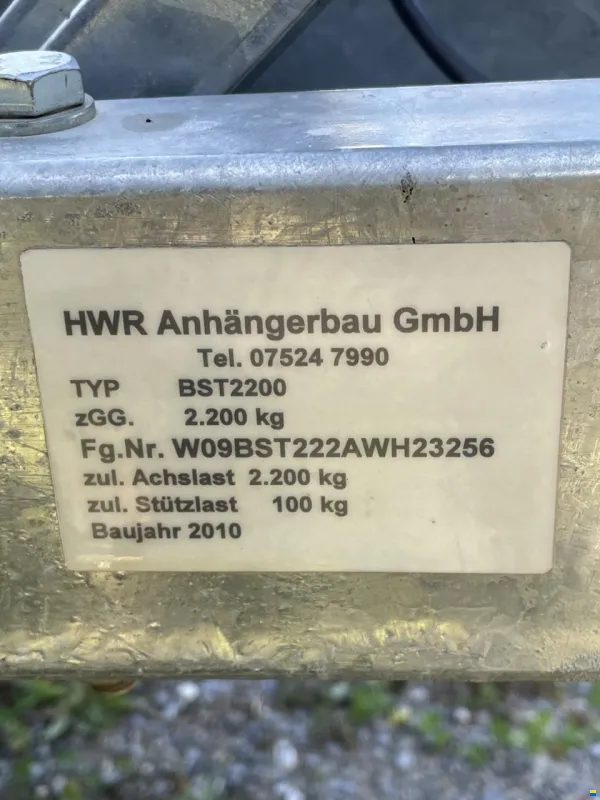 HWR Anhängerbau GmbH
Tel. 07524 7990
TYP BST2200
zGG. 2.200 kg
Fg.Nr. W09BST222AWH23256
zul. Achslast 2.200 kg
zul. Stützlast 100 kg
Baujahr 2010